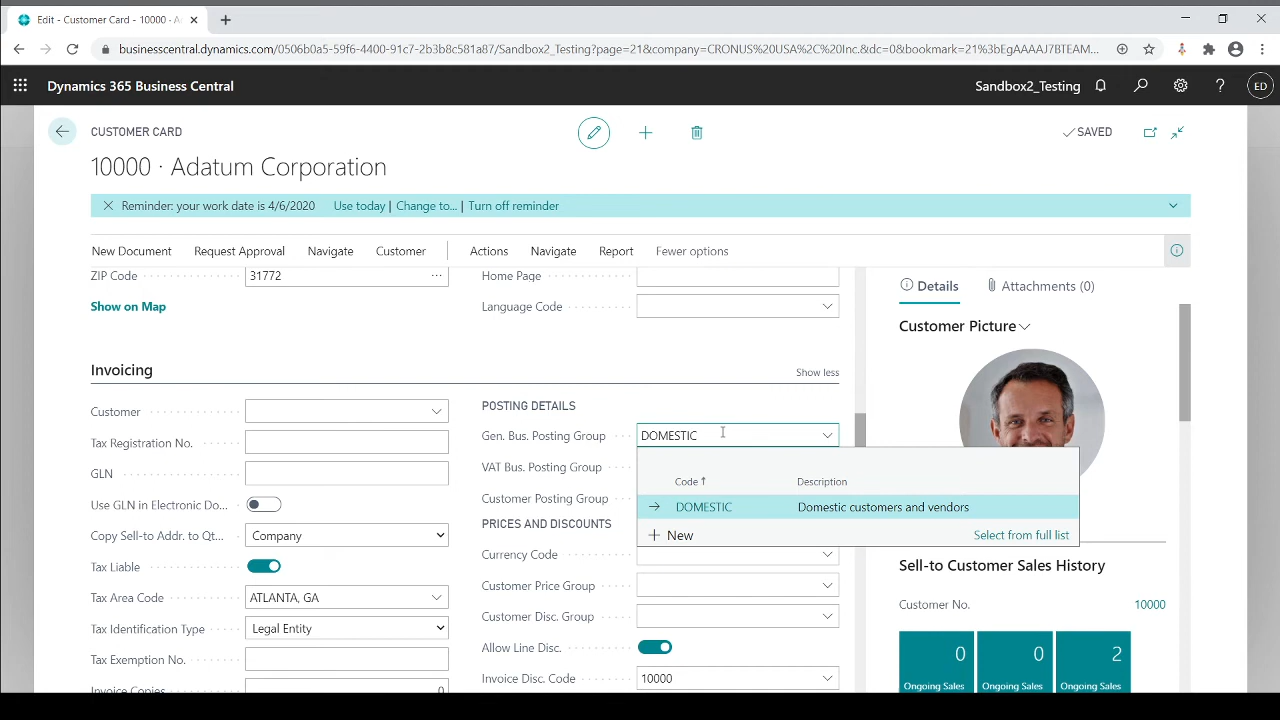 Edit - Customer Card - 10000 · A
businesscentral.dynamics.com/0506b0a5-59f6-4400-91c7-2b3b8c581a87/Sandbox2_Testing?page=21&company=CRONUS%20USA%2C%20Inc.&dc=0&bookmark=21%3bEgAAAAJ7BTEAM...
Dynamics 365 Business Central
Sandbox2_Testing
ED
CUSTOMER CARD
SAVED
10000 · Adatum Corporation
Reminder: your work date is 4/6/2020 Use today | Change to... | Turn off reminder
New Document Request Approval Navigate Customer Actions Navigate Report Fewer options
ZIP Code 31772
Home Page
Show on Map
Language Code
Details Attachments (0)
Customer Picture
Invoicing
Show less
Customer
Tax Registration No.
GLN
Use GLN in Electronic Do...
Copy Sell-to Addr. to Qt... Company
Tax Liable
Tax Area Code ATLANTA, GA
Tax Identification Type Legal Entity
Tax Exemption No.
Invoice Copies 0
POSTING DETAILS
Gen. Bus. Posting Group DOMESTIC
VAT Bus. Posting Group
Customer Posting Group
Code ↑ Description
DOMESTIC Domestic customers and vendors
New Select from full list
PRICES AND DISCOUNTS
Currency Code
Customer Price Group
Customer Disc. Group
Allow Line Disc.
Invoice Disc. Code 10000
Sell-to Customer Sales History
Customer No. 10000
0 0 2
Ongoing Sales Ongoing Sales Ongoing Sales